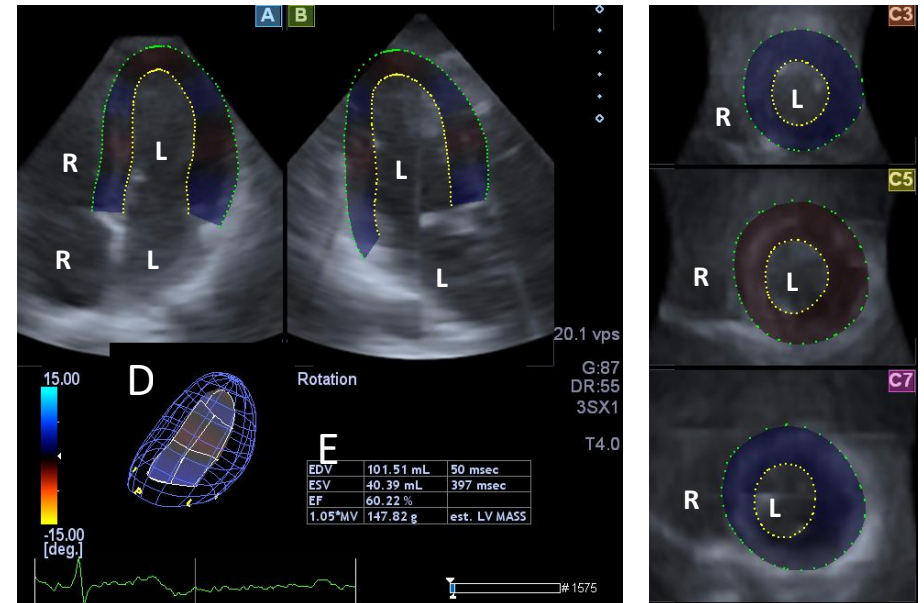 A
B
R
L
L
R
L
L
20.1 vps
G:87
DR:55
3SX1
T4.0
15.00
-15.00
[deg.]
D
P
Rotation
E
EDV 101.51 mL 50 msec
ESV 40.39 mL 397 msec
EF 60.22 %
1.05*MV 147.82 g est. LV MASS
# 1575
C3
R
L
C5
R
L
C7
R
L